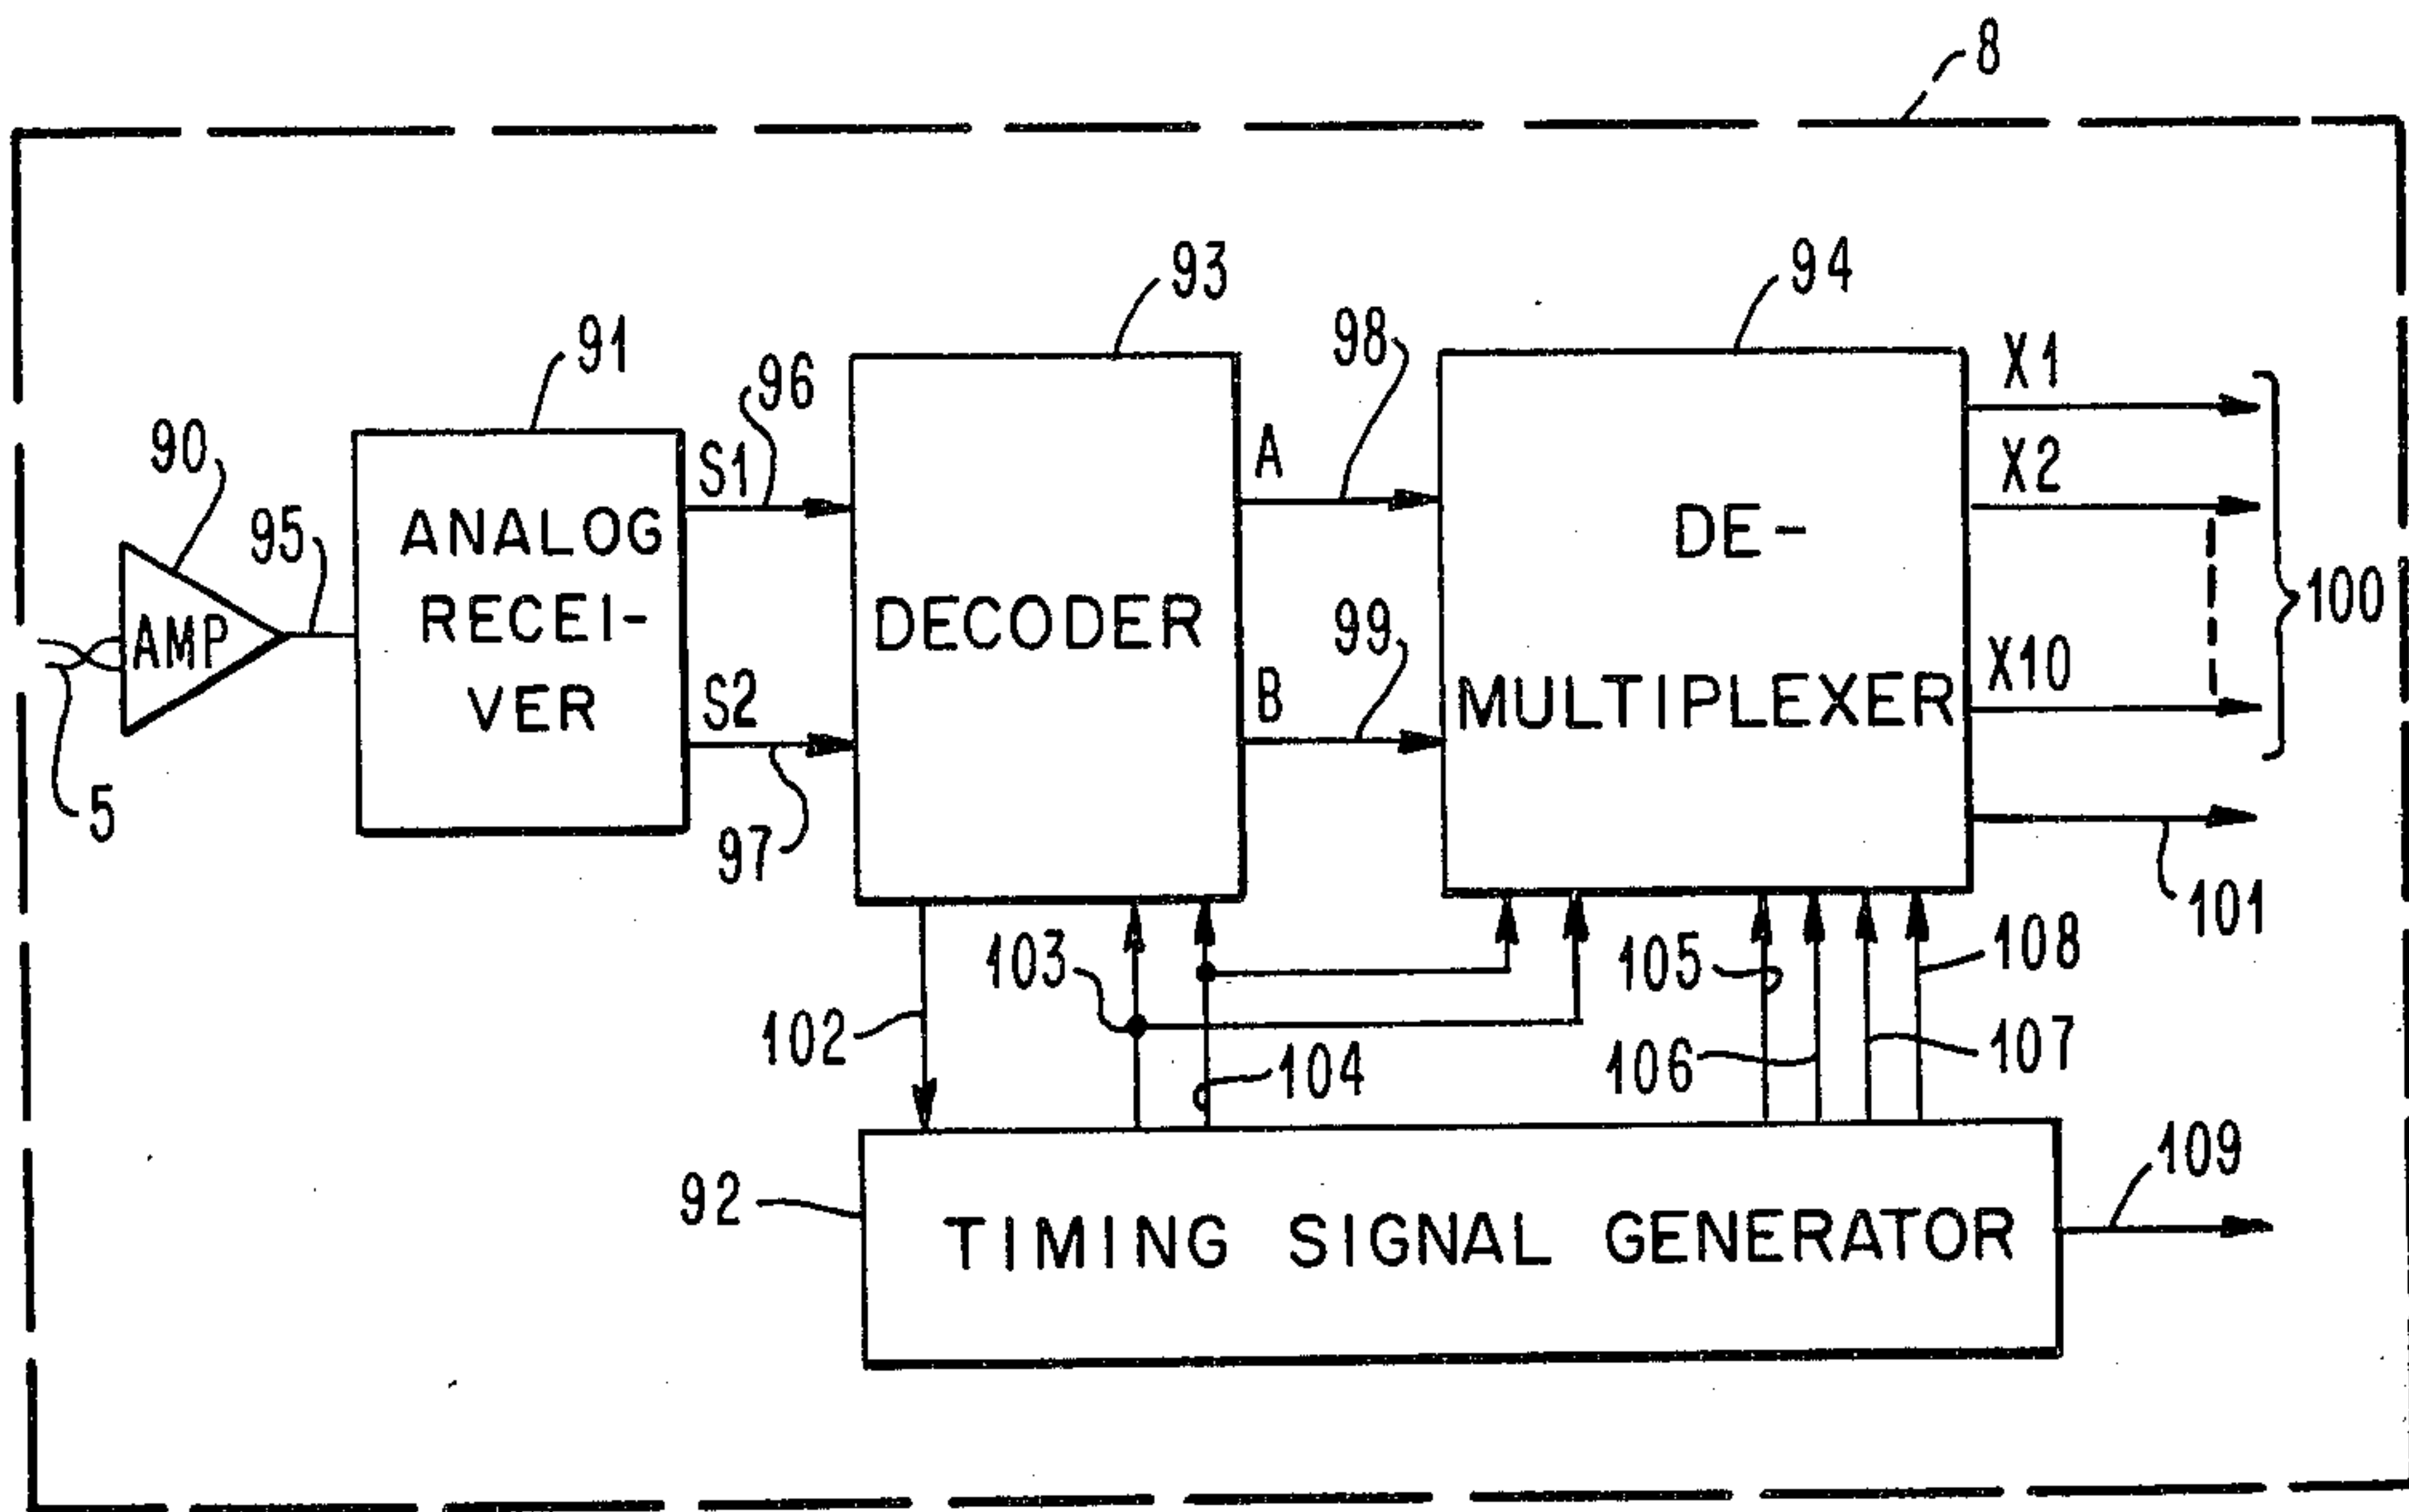 8
93
94
91
98
X1
96
90
S1
A
X2
95
ANALOG
RECEI-
VER
DE-
MULTIPLEXER
100
DECODER
AMP
99
X10
S2
B
5
97
101
103
105
108
102
104
106
107
109
92
TIMING SIGNAL GENERATOR